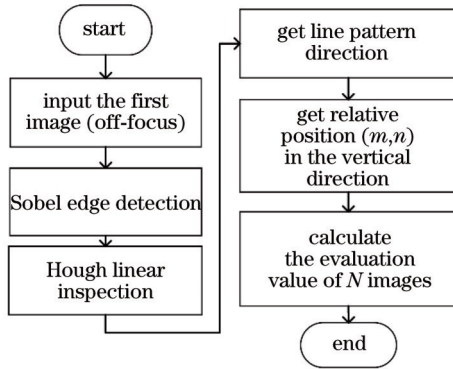 start
input the first
image (off-focus)
Sobel edge detection
Hough linear
inspection
get line pattern
direction
get relative
position (m,n)
in the vertical
direction
calculate
the evaluation
value of N images
end